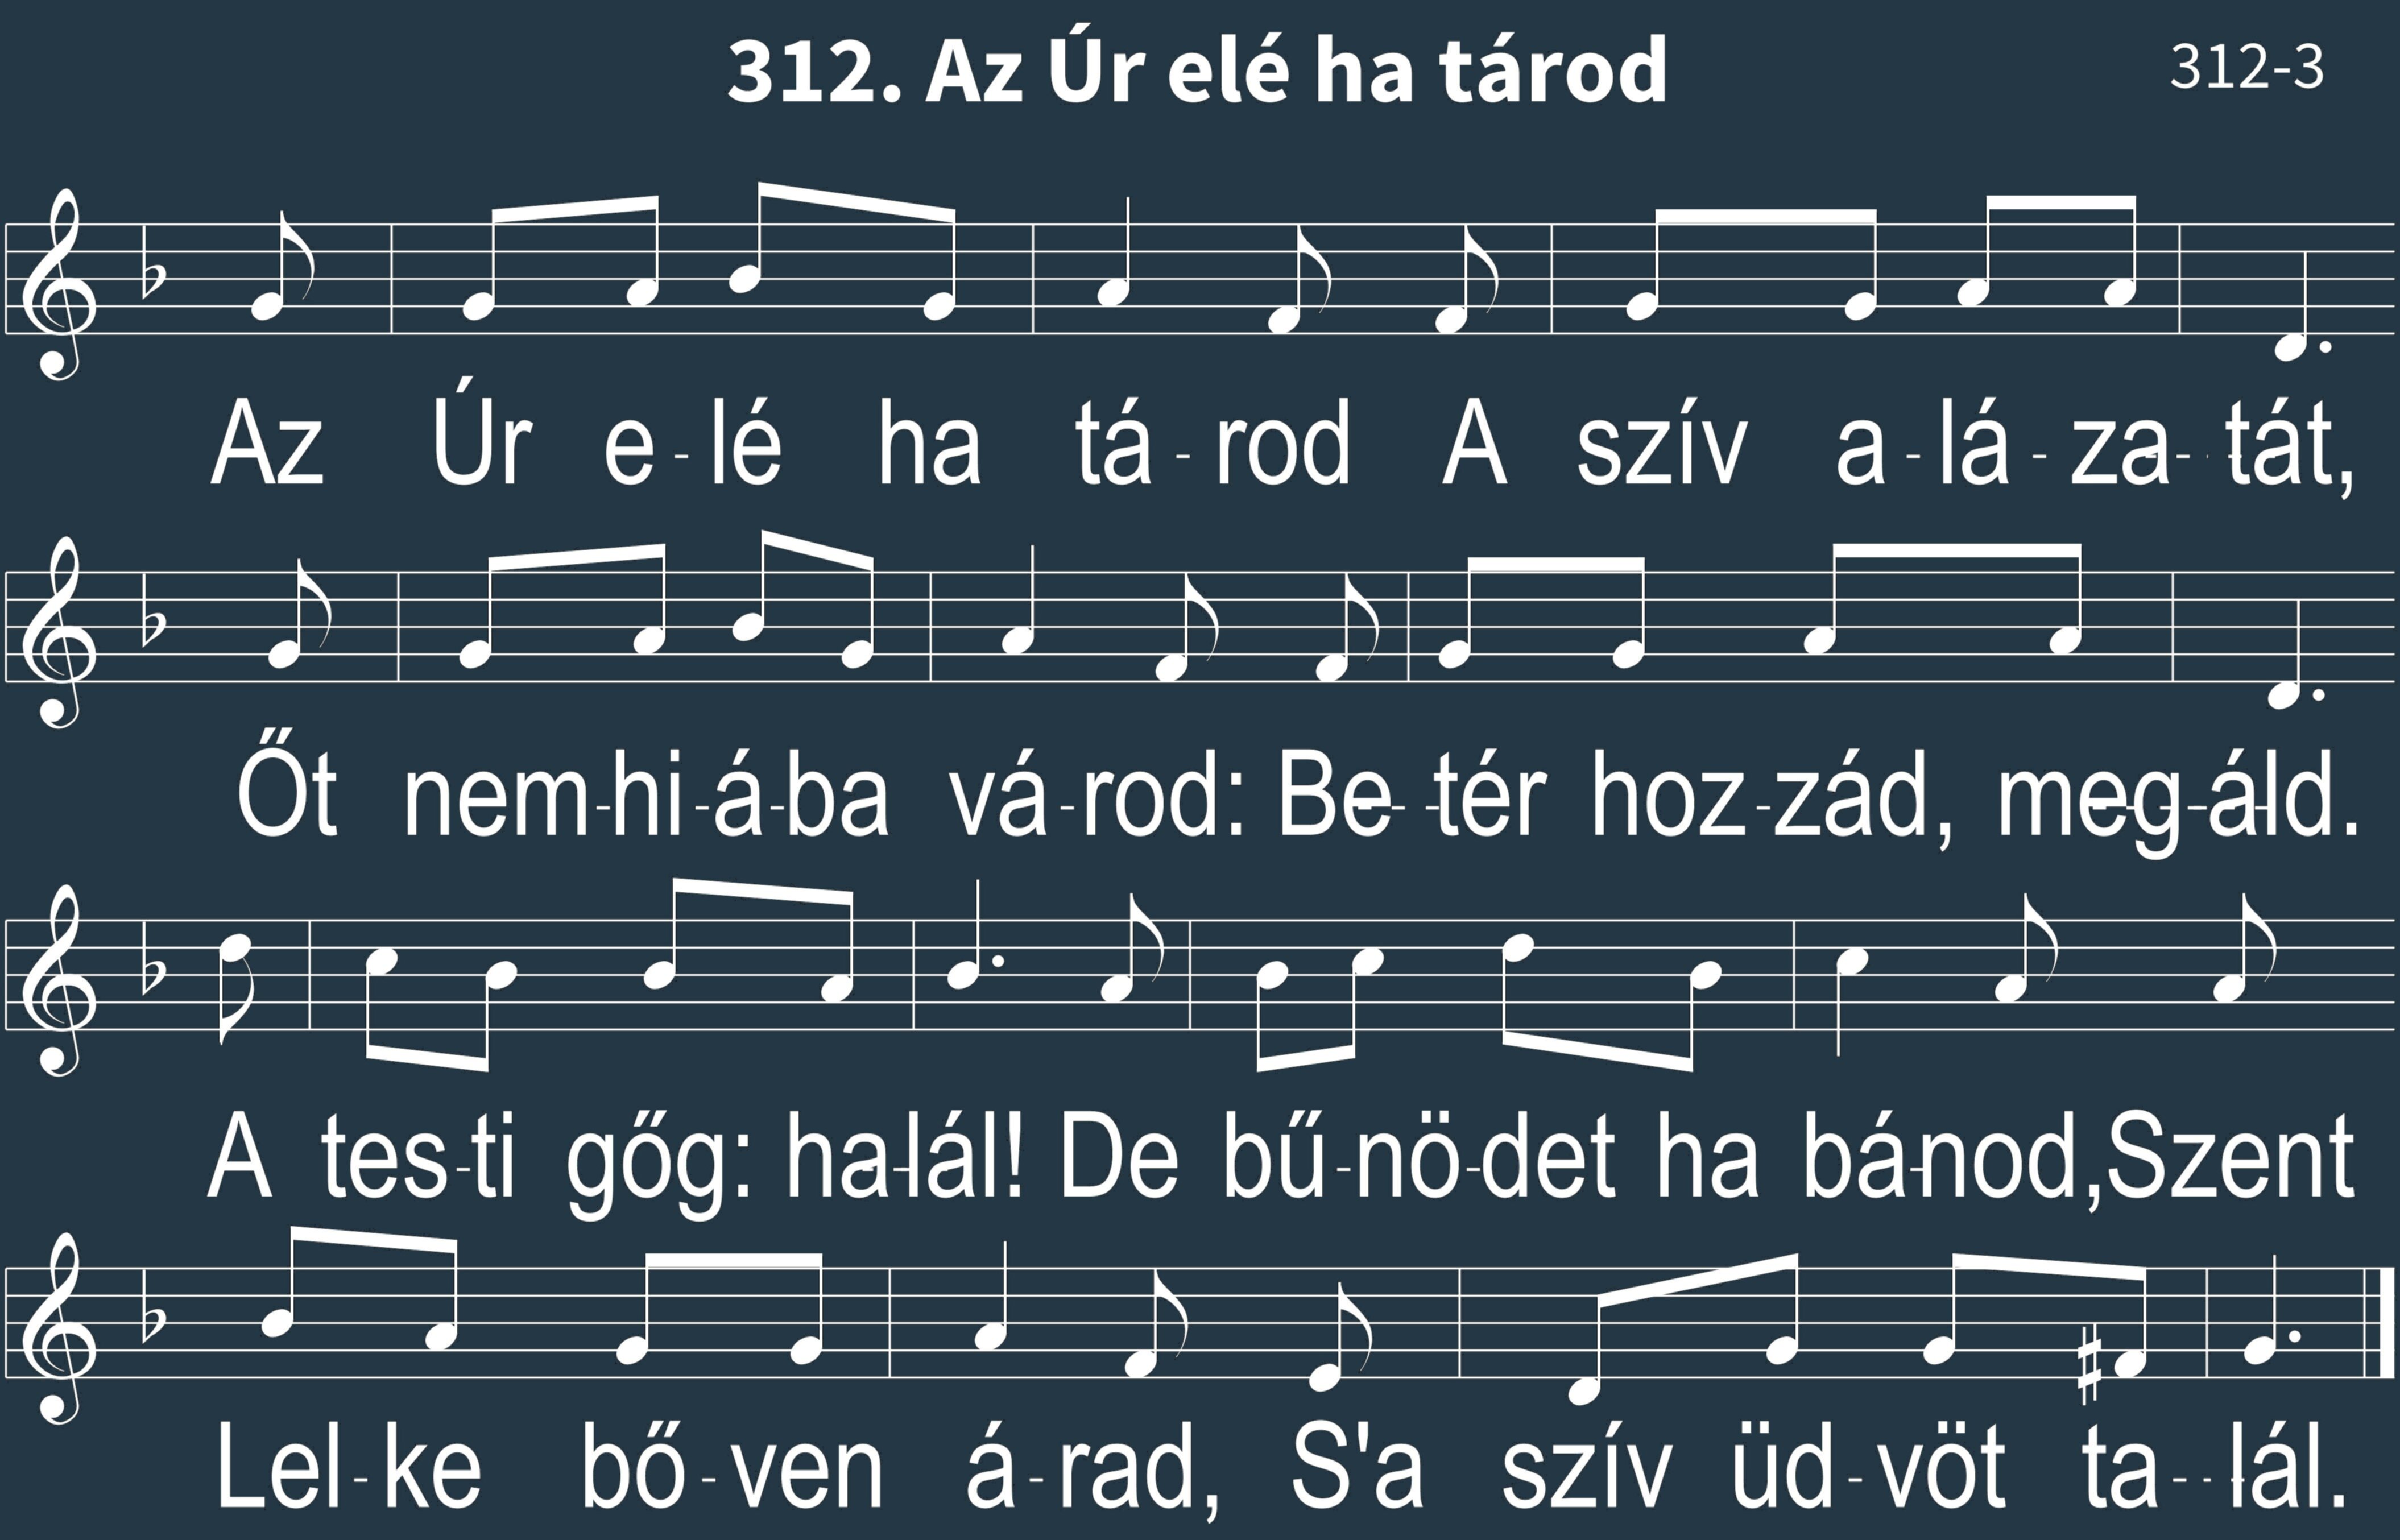 312. Az Úr elé ha tárod
312-3
Az Úr e-lé ha tá-rod A szív a-lá-za-tát,
Őt nem-hi-á-ba vá-rod: Be-tér hoz-zád, meg-áld.
A tes-ti gőg: ha-lál! De bű-nö-det ha bá-nod,Szent
Lel-ke bő-ven á-rad, S'a szív üd-vöt ta-lál.